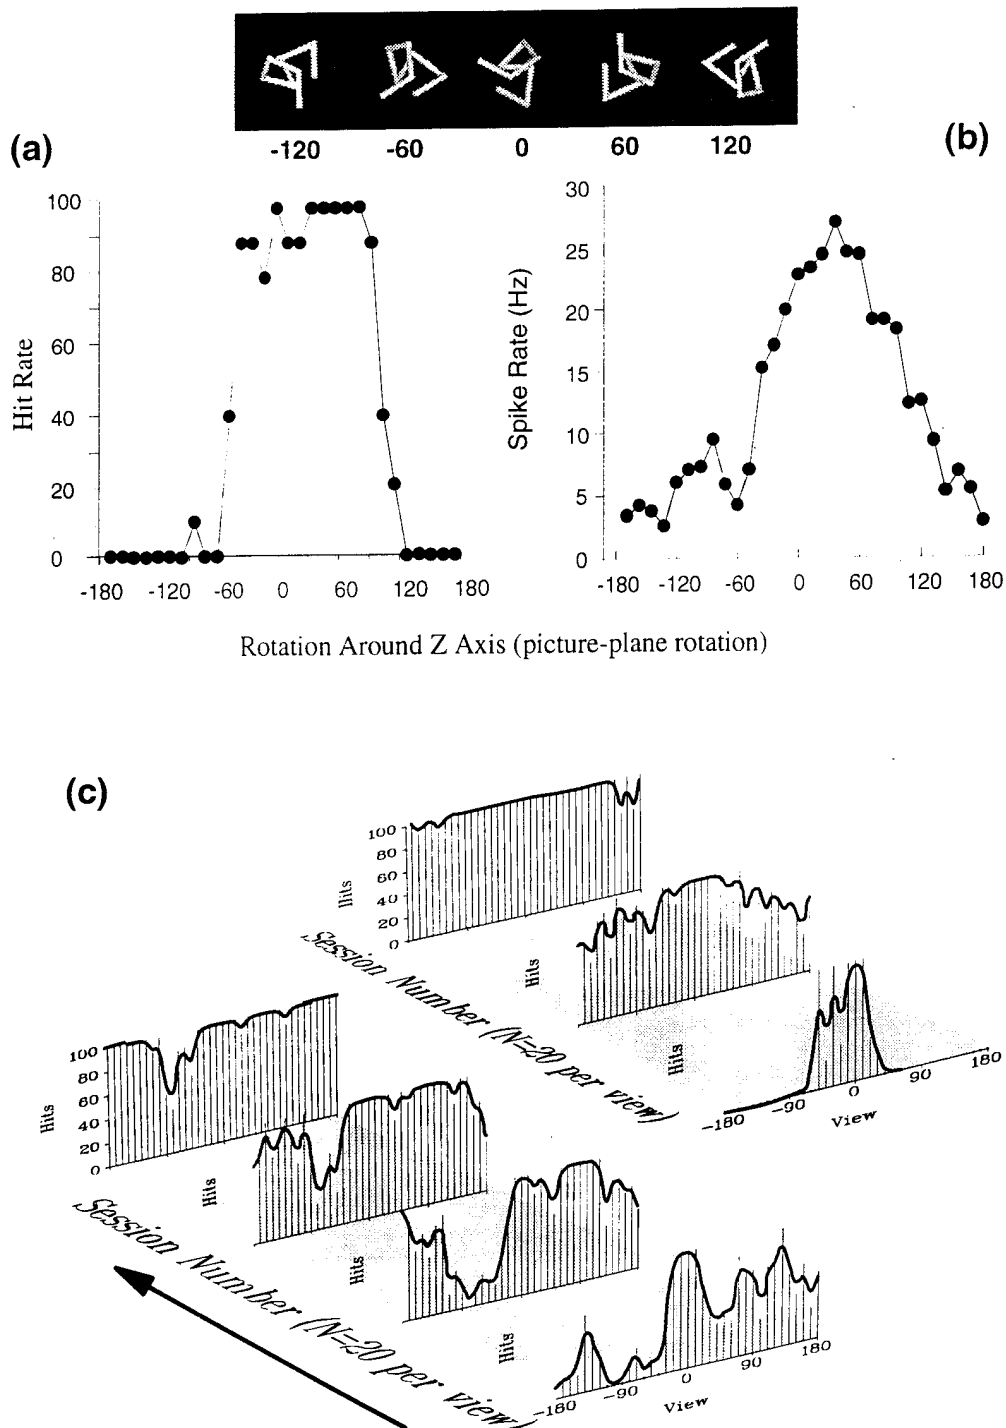 (a)
(b)
-120 -60 0 60 120
100
80
60
40
20
0
Hit Rate
-180 -120 -60 0 60 120 180
30
25
20
15
10
5
0
Spike Rate (Hz)
-180 -120 -60 0 60 120 180
Rotation Around Z Axis (picture-plane rotation)
(c)
100
80
60
40
20
0
Hits
Hits
Hits
Session Number (N=20 per view)
-180 -90 0 90 180
View
100
80
60
40
20
0
Hits
Hits
Hits
Hits
Session Number (N=20 per view)
-180 -90 0 90 180
View